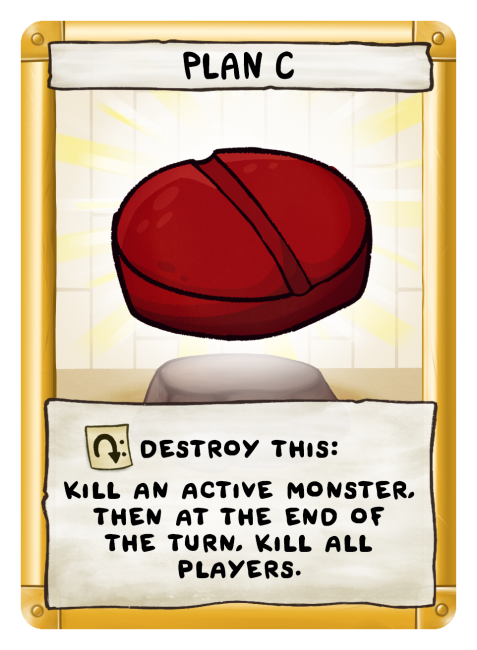 PLAN C
DESTROY THIS:
KILL AN ACTIVE MONSTER,
THEN AT THE END OF
THE TURN, KILL ALL
PLAYERS.